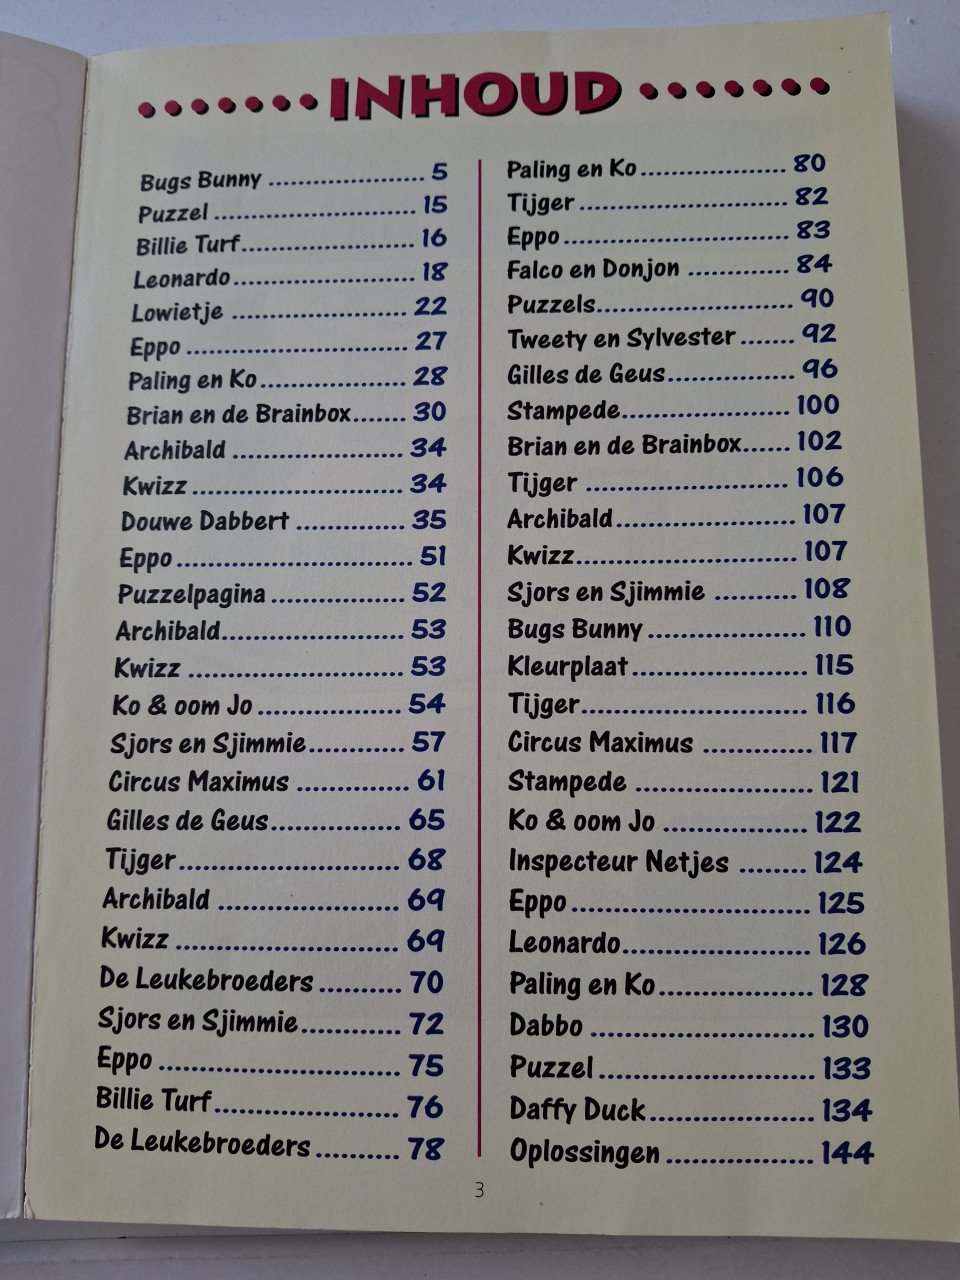 INHOUD
Bugs Bunny ..................... 5
Puzzel ........................... 15
Billie Turf....................... 16
Leonardo........................ 18
Lowietje ........................ 22
Eppo .............................. 27
Paling en Ko.................... 28
Brian en de Brainbox....... 30
Archibald ....................... 34
Kwizz ............................. 34
Douwe Dabbert ............... 35
Eppo ................................ 51
Puzzelpagina .................. 52
Archibald......................... 53
Kwizz .............................. 53
Ko & oom Jo .................... 54
Sjors en Sjimmie............. 57
Circus Maximus ............... 61
Gilles de Geus.................. 65
Tijger............................... 68
Archibald ......................... 69
Kwizz ............................... 69
De Leukebroeders ........... 70
Sjors en Sjimmie............. 72
Eppo ................................. 75
Billie Turf......................... 76
De Leukebroeders ........... 78
Paling en Ko.................... 80
Tijger ............................. 82
Eppo ............................... 83
Falco en Donjon .............. 84
Puzzels........................... 90
Tweety en Sylvester ....... 92
Gilles de Geus................. 96
Stampede....................... 100
Brian en de Brainbox...... 102
Tijger ............................. 106
Archibald........................ 107
Kwizz.............................. 107
Sjors en Sjimmie ........... 108
Bugs Bunny ..................... 110
Kleurplaat ...................... 115
Tijger............................... 116
Circus Maximus ............... 117
Stampede ....................... 121
Ko & oom Jo ................... 122
Inspecteur Netjes ......... 124
Eppo ................................ 125
Leonardo......................... 126
Paling en Ko.................... 128
Dabbo ............................. 130
Puzzel ............................. 133
Daffy Duck...................... 134
Oplossingen ................... 144
3